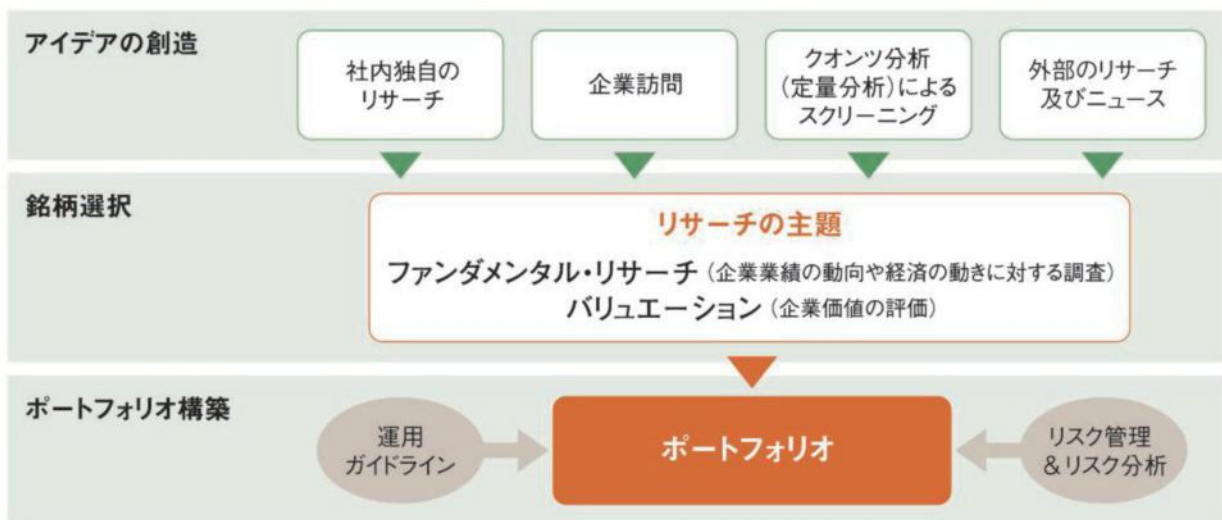 アイデアの創造
社内独自の
リサーチ
企業訪問
クオンツ分析
（定量分析）による
スクリーニング
外部のリサーチ
及びニュース
銘柄選択
リサーチの主題
ファンダメンタル・リサーチ（企業業績の動向や経済の動きに対する調査）
バリュエーション（企業価値の評価）
ポートフォリオ構築
運用
ガイドライン
ポートフォリオ
リスク管理
＆リスク分析